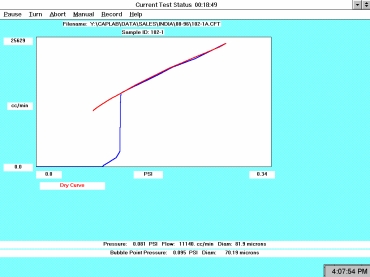 Current Test Status 00:18:49
Pause Turn Abort Manual Record Help
Filename: Y:\CAPLAB\DATA\SALES\INDIA\08-96\102-1A.CFT
Sample ID: 102-1
25629
cc/min
0.0
0.0 PSI 0.34
Dry Curve
Pressure: 0.081 PSI Flow: 11140. cc/min Diam: 81.9 microns
Bubble Point Pressure: 0.095 PSI Diam: 70.19 microns
4:07:54 PM